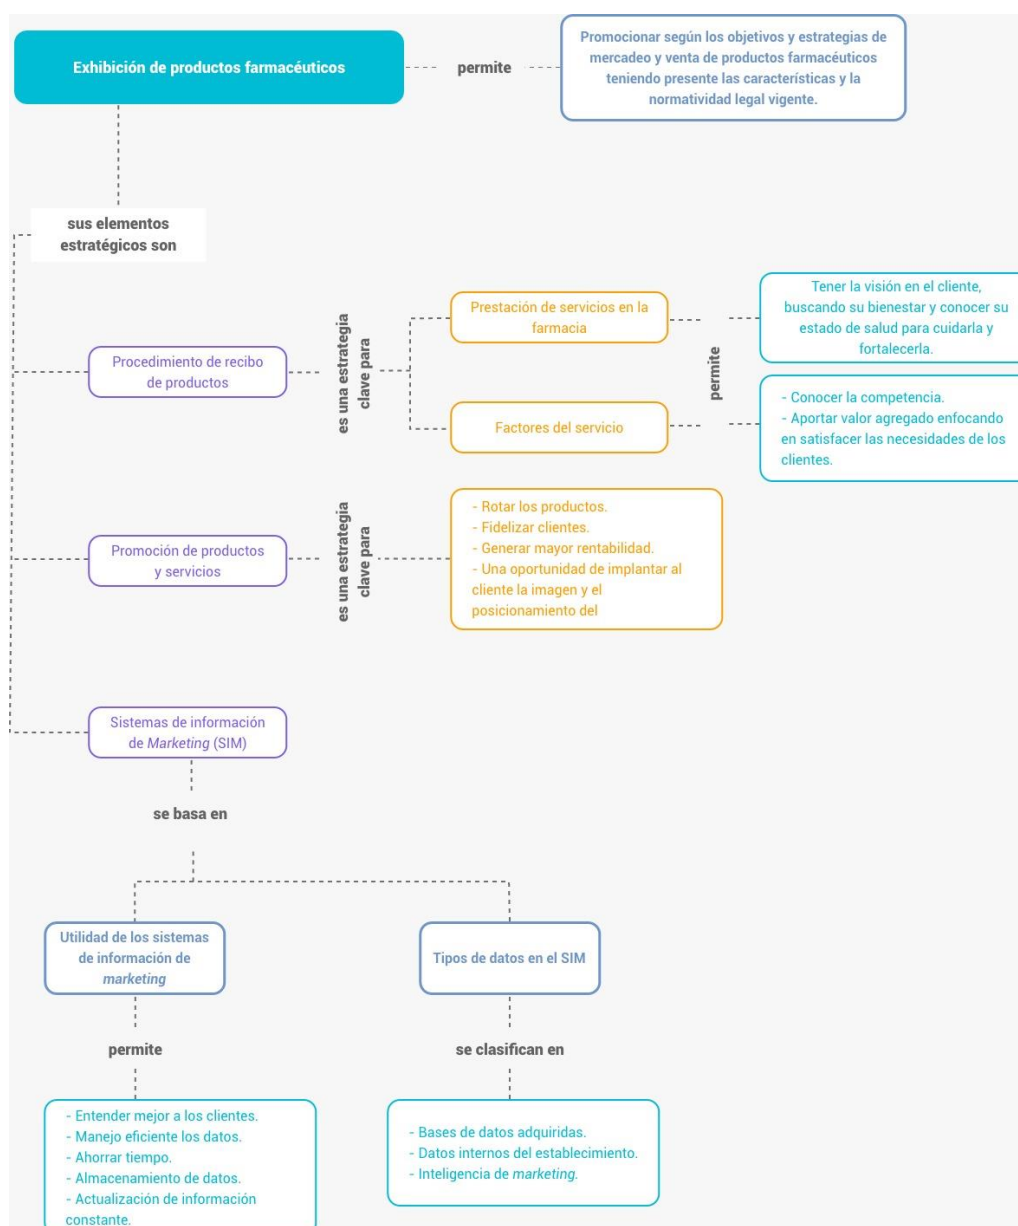 Exhibición de productos farmacéuticos
permite
Promocionar según los objetivos y estrategias de
mercadeo y venta de productos farmacéuticos
teniendo presente las características y la
normatividad legal vigente.
sus elementos
estratégicos son
Procedimiento de recibo
de productos
es una estrategia
clave para
Prestación de servicios en la
farmacia
Factores del servicio
permite
Tener la visión en el cliente,
buscando su bienestar y conocer su
estado de salud para cuidarla y
fortalecerla.
- Conocer la competencia.
- Aportar valor agregado enfocando
en satisfacer las necesidades de los
clientes.
Promoción de productos
y servicios
es una estrategia
clave para
- Rotar los productos.
- Fidelizar clientes.
- Generar mayor rentabilidad.
- Una oportunidad de implantar al
cliente la imagen y el
posicionamiento del
Sistemas de información
de Marketing (SIM)
se basa en
Utilidad de los sistemas
de información de
marketing
permite
- Entender mejor a los clientes.
- Manejo eficiente los datos.
- Ahorrar tiempo.
- Almacenamiento de datos.
- Actualización de información
constante.
Tipos de datos en el SIM
se clasifican en
- Bases de datos adquiridas.
- Datos internos del establecimiento.
- Inteligencia de marketing.